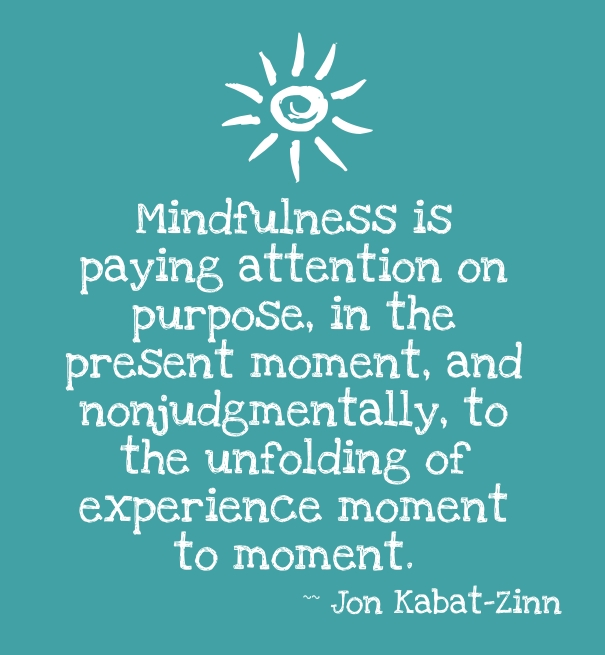 Mindfulness is
paying attention on
purpose, in the
present moment, and
nonjudgmentally, to
the unfolding of
experience moment
to moment.
~~ Jon Kabat-Zinn